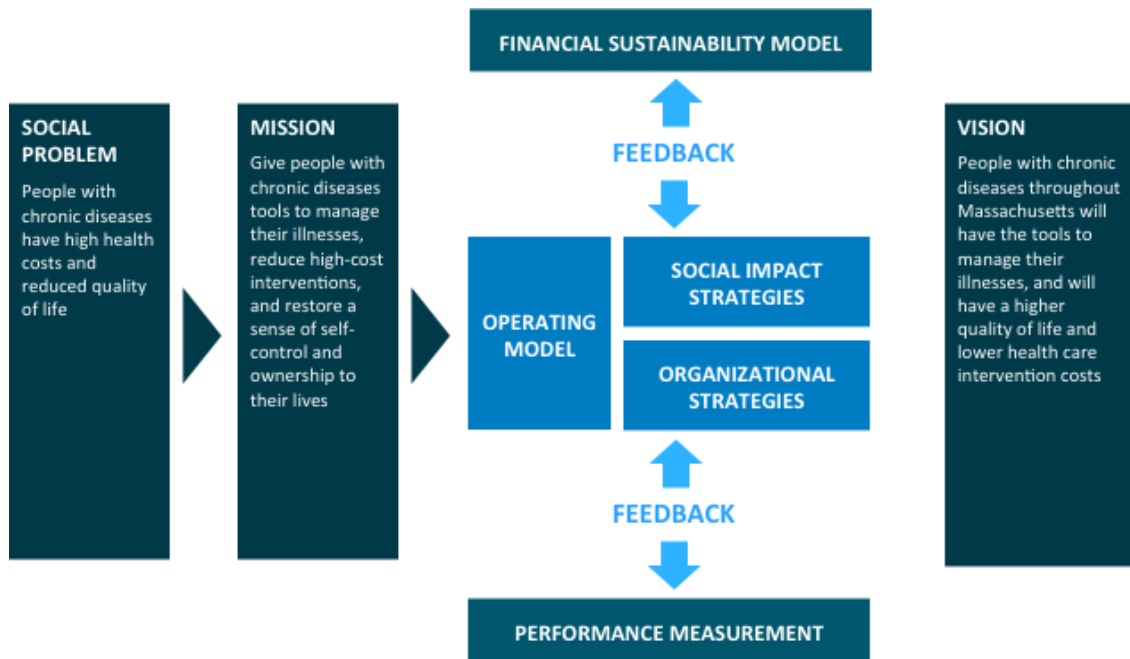 FINANCIAL SUSTAINABILITY MODEL
FEEDBACK
SOCIAL
PROBLEM
People with
chronic diseases
have high health
costs and
reduced quality
of life
MISSION
Give people with
chronic diseases
tools to manage
their illnesses,
reduce high-cost
interventions,
and restore a
sense of self-
control and
ownership to
their lives
OPERATING
MODEL
SOCIAL IMPACT
STRATEGIES
ORGANIZATIONAL
STRATEGIES
VISION
People with chronic
diseases throughout
Massachusetts will
have the tools to
manage their
illnesses, and will
have a higher
quality of life and
lower health care
intervention costs
FEEDBACK
PERFORMANCE MEASUREMENT